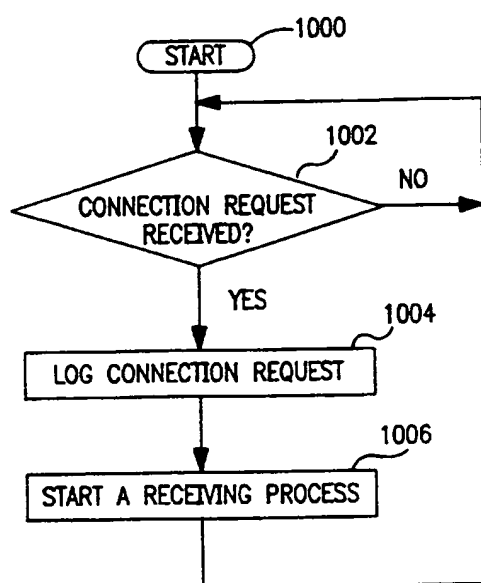 1000
START
1002
NO
CONNECTION REQUEST
RECEIVED?
YES
1004
LOG CONNECTION REQUEST
1006
START A RECEIVING PROCESS